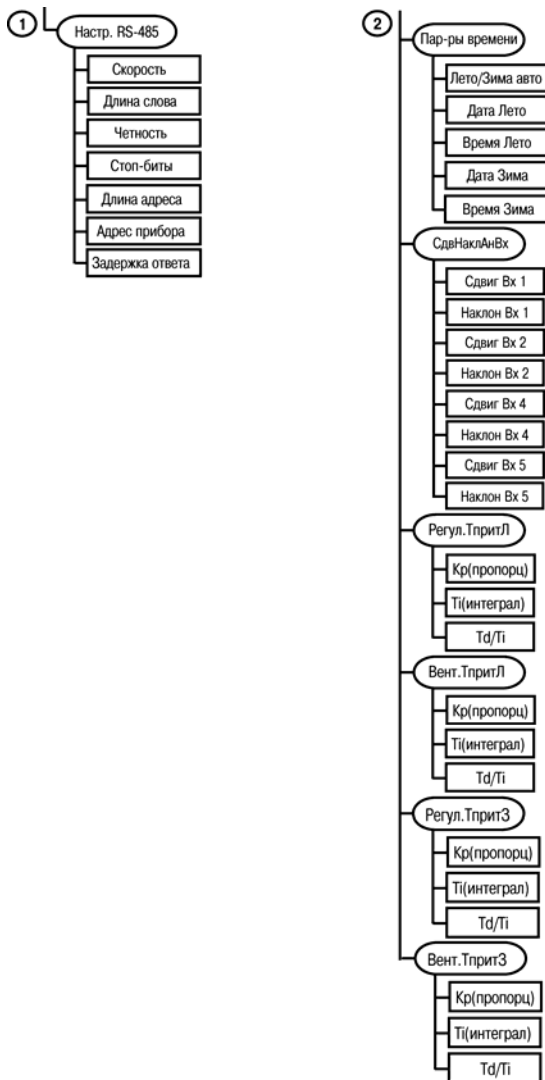 1
Настр. RS-485
Скорость
Длина слова
Четность
Стоп-биты
Длина адреса
Адрес прибора
Задержка ответа
2
Пар-ры времени
Лето/Зима авто
Дата Лето
Время Лето
Дата Зима
Время Зима
СдвНаклАнВх
Сдвиг Вх 1
Наклон Вх 1
Сдвиг Вх 2
Наклон Вх 2
Сдвиг Вх 4
Наклон Вх 4
Сдвиг Вх 5
Наклон Вх 5
Регул.ТпритЛ
Кр(пропорц)
Ti(интеграл)
Td/Ti
Вент.ТпритЛ
Кр(пропорц)
Ti(интеграл)
Td/Ti
Регул.ТпритЗ
Кр(пропорц)
Ti(интеграл)
Td/Ti
Вент.ТпритЗ
Кр(пропорц)
Ti(интеграл)
Td/Ti